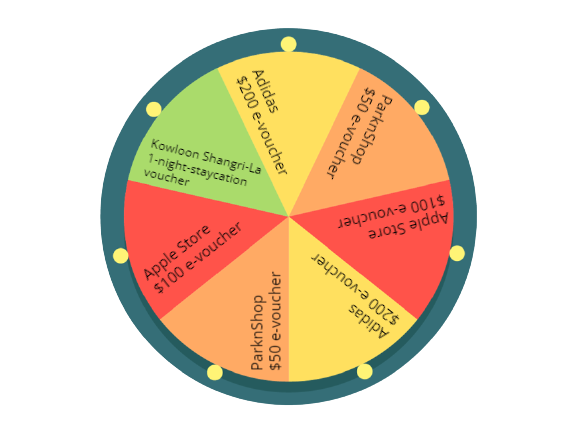 Adidas
$200 e-voucher
ParknShop
$50 e-voucher
Apple Store
$100 e-voucher
Adidas
$200 e-voucher
ParknShop
$50 e-voucher
Apple Store
$100 e-voucher
Kowloon Shangri-La
1-night-staycation
voucher